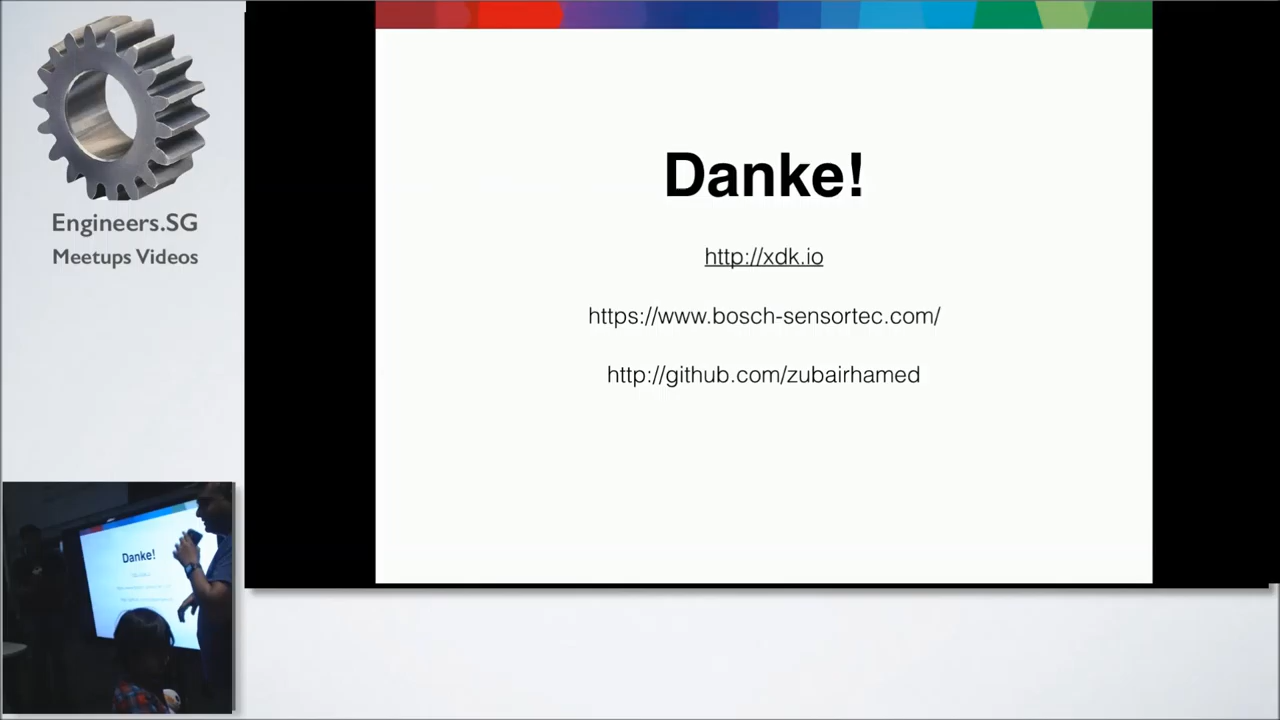 Engineers.SG
Meetups Videos
Danke!
http://xdk.io
https://www.bosch-sensortec.com/
http://github.com/zubairhamed
Danke!